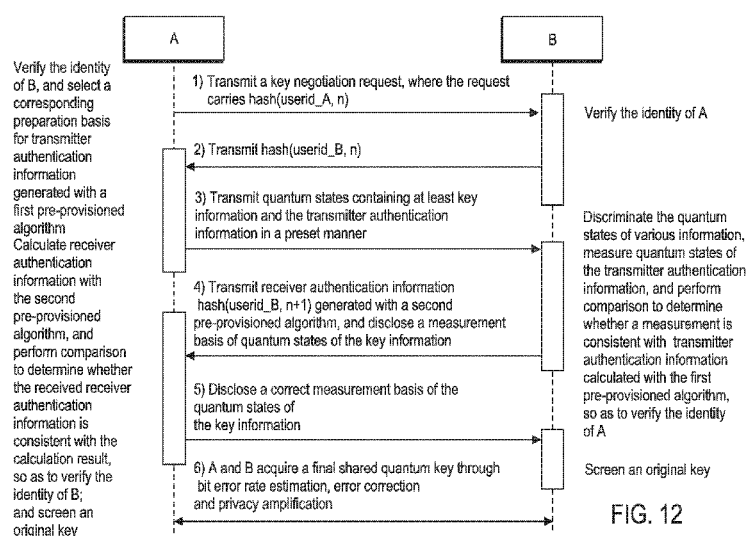 A
B
Verify the identity
of B, and select a
corresponding
preparation basis
for transmitter
authentication
information
generated with a
first pre-provisioned
algorithm
Calculate receiver
authentication
information with
the second
pre-provisioned
algorithm, and
perform comparison
to determine whether
the received receiver
authentication
information is
consistent with the
calculation result,
so as to verify the
identity of B;
and screen an
original key
1) Transmit a key negotiation request, where the request
carries hash(userid_A, n)
Verify the identity of A
2) Transmit hash(userid_B, n)
3) Transmit quantum states containing at least key
information and the transmitter authentication
information in a preset manner
Discriminate the quantum
states of various information,
measure quantum states of
the transmitter authentication
information, and perform
comparison to determine
whether a measurement is
consistent with transmitter
authentication information
calculated with the first
pre-provisioned algorithm,
so as to verify the identity
of A
4) Transmit receiver authentication information
hash(userid_B, n+1) generated with a second
pre-provisioned algorithm, and disclose a measurement
basis of quantum states of the key information
5) Disclose a correct measurement basis of the
quantum states of
the key information
Screen an original key
6) A and B acquire a final shared quantum key through
bit error rate estimation, error correction
and privacy amplification
FIG. 12